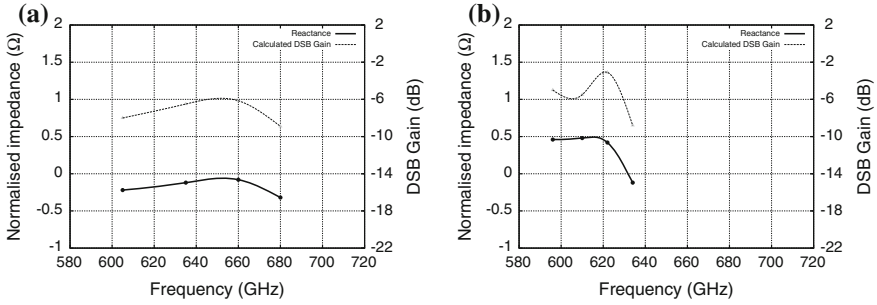 (a)
Normalised impedance (Ω)
2
1.5
1
0.5
0
-0.5
-1
Reactance
Calculated DSB Gain
2
-2
-6
-10
-14
-18
-22
DSB Gain (dB)
580 600 620 640 660 680 700 720
Frequency (GHz)
(b)
Normalised impedance (Ω)
2
1.5
1
0.5
0
-0.5
-1
Reactance
Calculated DSB Gain
2
-2
-6
-10
-14
-18
-22
DSB Gain (dB)
580 600 620 640 660 680 700 720
Frequency (GHz)